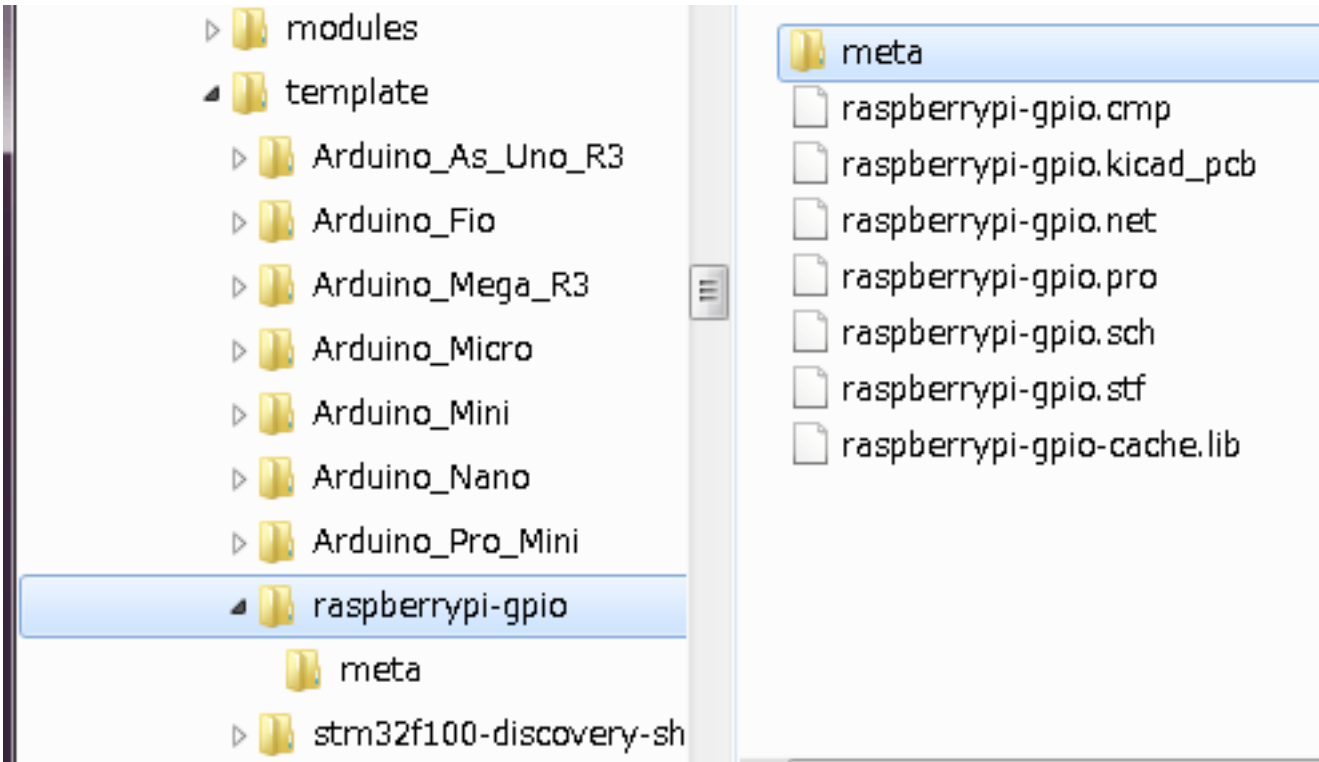 modules
template
Arduino_As_Uno_R3
Arduino_Fio
Arduino_Mega_R3
Arduino_Micro
Arduino_Mini
Arduino_Nano
Arduino_Pro_Mini
raspberrypi-gpio
meta
stm32f100-discovery-sh
meta
raspberrypi-gpio.cmp
raspberrypi-gpio.kicad_pcb
raspberrypi-gpio.net
raspberrypi-gpio.pro
raspberrypi-gpio.sch
raspberrypi-gpio.stf
raspberrypi-gpio-cache.lib